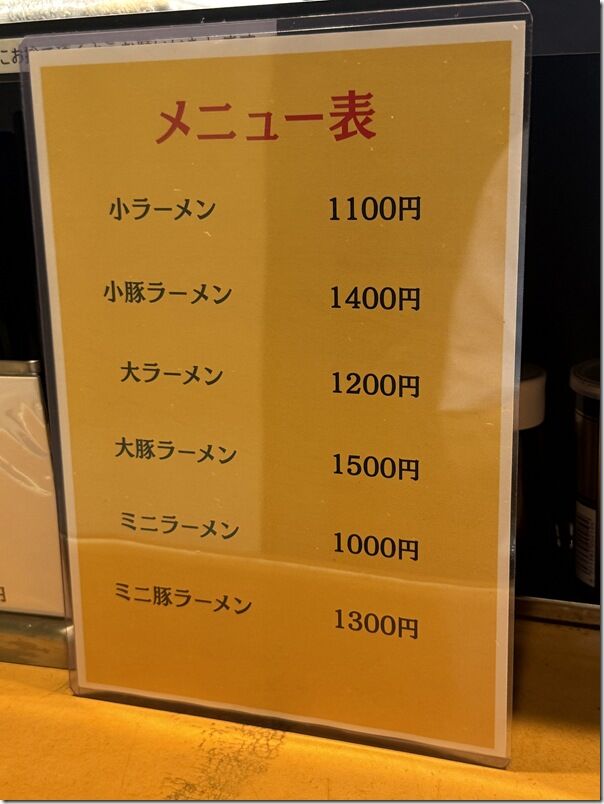 メニュー表
小ラーメン 1100円
小豚ラーメン 1400円
大ラーメン 1200円
大豚ラーメン 1500円
ミニラーメン 1000円
ミニ豚ラーメン 1300円
円